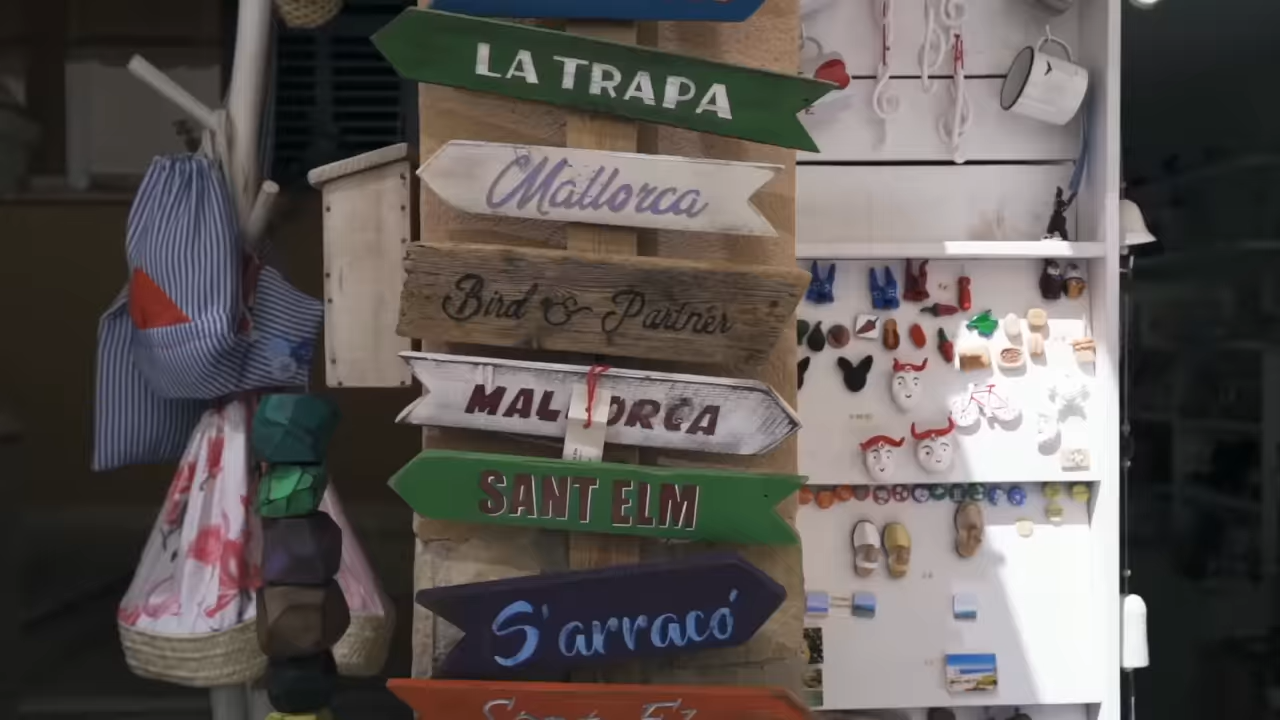 LA TRAPA
Mallorca
Bird & Partner
MALLORCA
SANT ELM
S'arracó